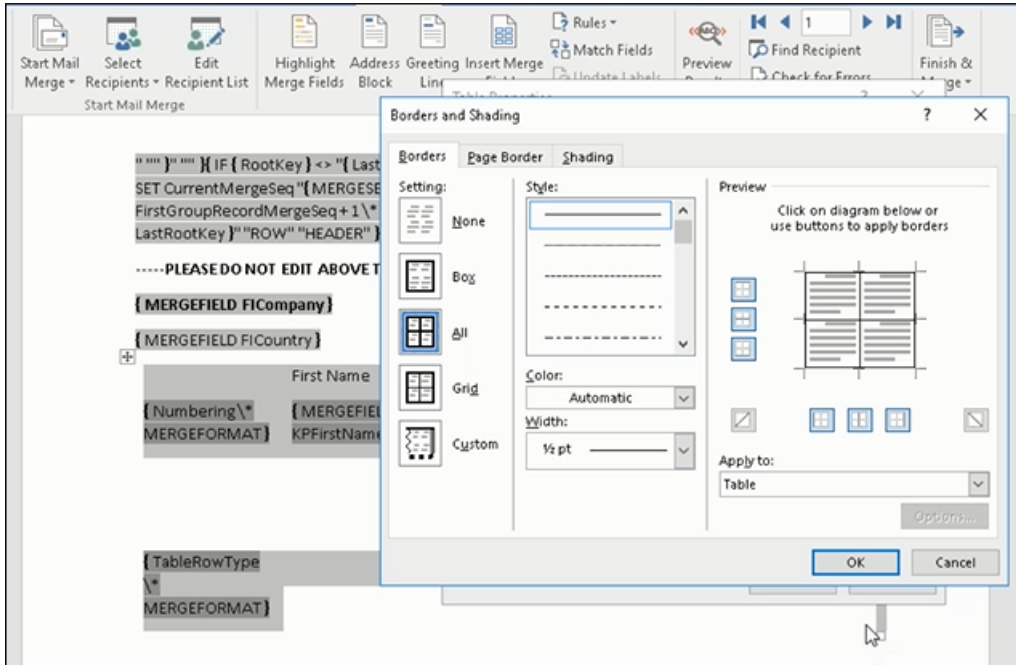 Rules
1
Match Fields
Find Recipient
Update Labels
Check for Errors
Start Mail
Merge
Select
Recipients
Edit
Recipient List
Highlight
Merge Fields
Address
Block
Greeting
Line
Insert Merge
Preview
Finish &
Start Mail Merge
Table Properties
?
Borders and Shading
?
Borders Page Border Shading
Setting:
None
Box
All
Grid
Custom
Style:
Color:
Automatic
Width:
½ pt
Preview
Click on diagram below or
use buttons to apply borders
Apply to:
Table
Options...
OK Cancel
" "" }" "" }{ IF { RootKey } <> "{ Last
SET CurrentMergeSeq "{ MERGESE
FirstGroupRecordMergeSeq + 1 \*
LastRootKey }" "ROW" "HEADER" }
-----PLEASE DO NOT EDIT ABOVE T
{ MERGEFIELD FICompany }
{ MERGEFIELD FICountry }
First Name
{ Numbering \* { MERGEFIEL
MERGEFORMAT } KPFirstName
{ TableRowType
\*
MERGEFORMAT }